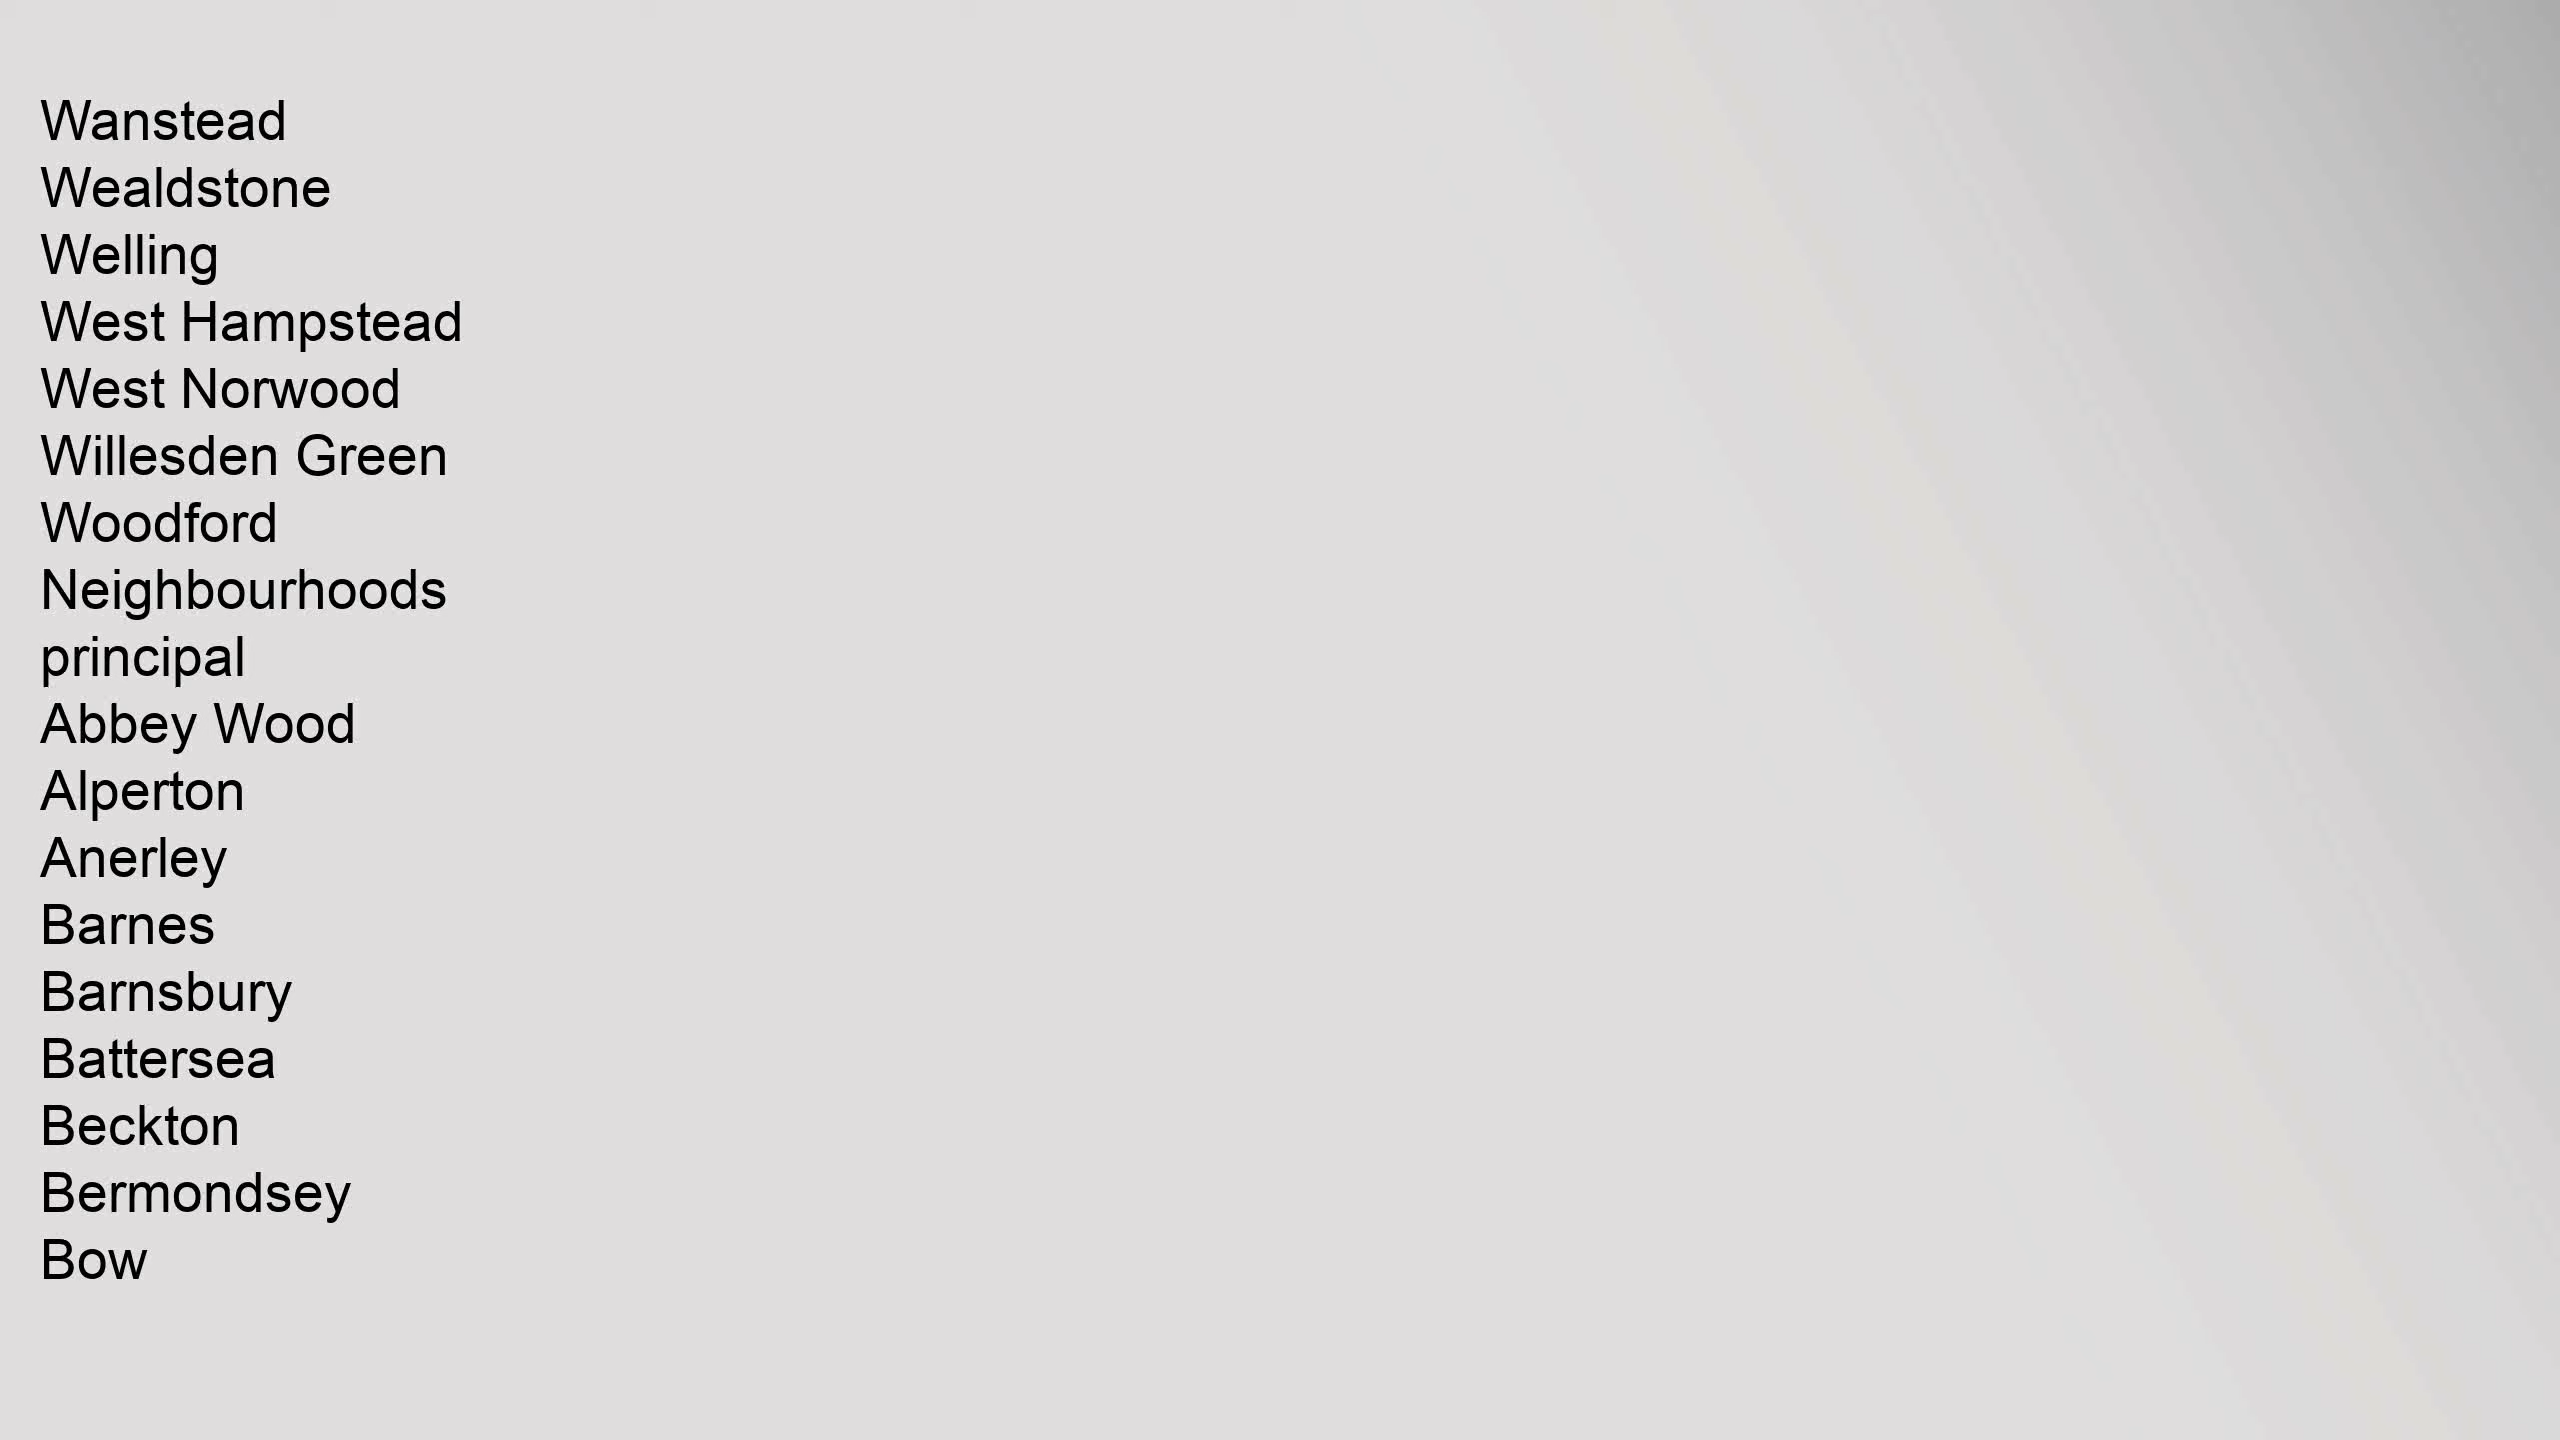 Wanstead
Wealdstone
Welling
West Hampstead
West Norwood
Willesden Green
Woodford
Neighbourhoods
principal
Abbey Wood
Alperton
Anerley
Barnes
Barnsbury
Battersea
Beckton
Bermondsey
Bow